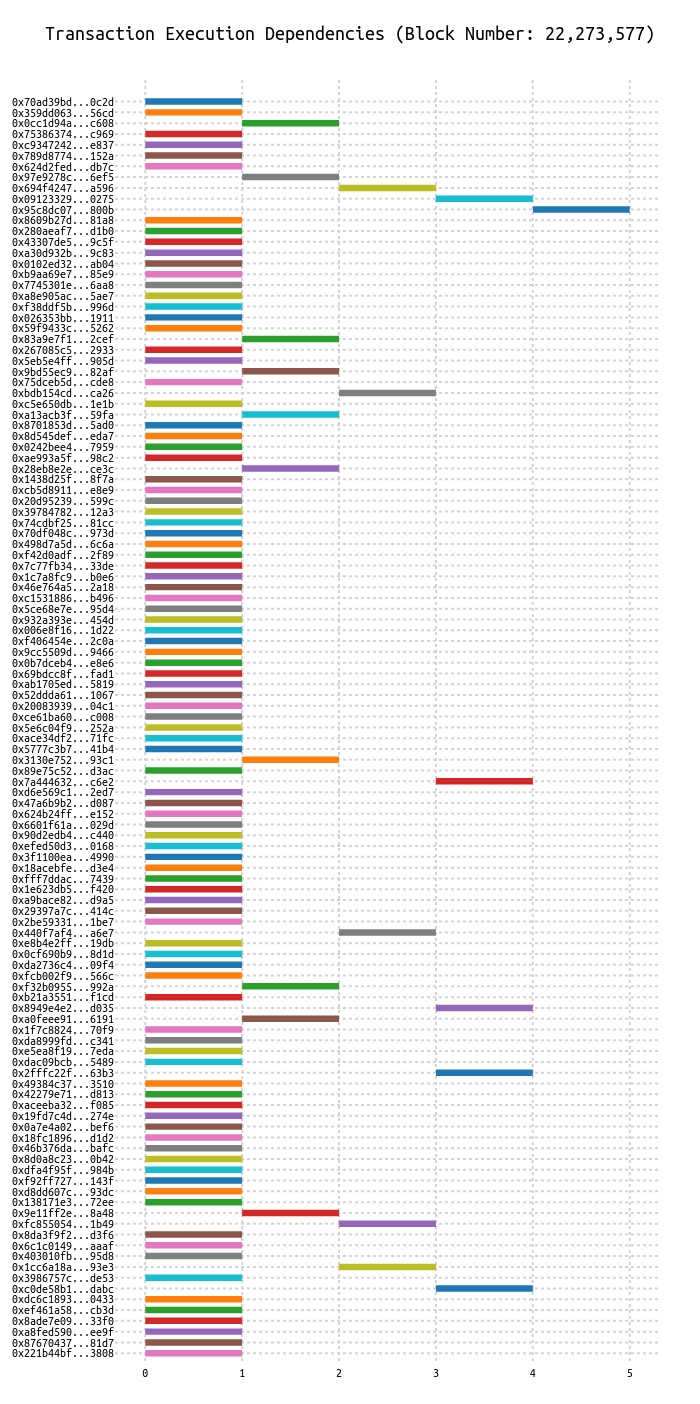 Transaction Execution Dependencies (Block Number: 22,273,577)
0x70ad39bd...0c2d
0x359dd063...56cd
0x0cc1d94a...c608
0x75386374...c969
0xc9347242...e837
0x789d8774...152a
0x624d2fed...db7c
0x97e9278c...6ef5
0x694f4247...a596
0x09123329...0275
0x95c8dc07...800b
0x8609b27d...81a8
0x280aeaf7...d1b0
0x43307de5...9c5f
0xa30d932b...9c83
0x0102ed32...ab04
0xb9aa69e7...85e9
0x7745301e...6aa8
0xa8e905ac...5ae7
0xf38ddf5b...996d
0x026353bb...1911
0x59f9433c...5262
0x83a9e7f1...2cef
0x267085c5...2933
0x5eb5e4ff...905d
0x9bd55ec9...82af
0x75dceb5d...cde8
0xbdb154cd...ca26
0xc5e650db...1e1b
0xa13acb3f...59fa
0x8701853d...5ad0
0x8d545def...eda7
0x0242bee4...7959
0xae993a5f...98c2
0x28eb8e2e...ce3c
0x1438d25f...8f7a
0xcb5d8911...e8e9
0x20d95239...599c
0x39784782...12a3
0x74cdbf25...81cc
0x70df048c...973d
0x498d7a5d...6c6a
0xf42d0adf...2f89
0x7c77fb34...33de
0x1c7a8fc9...b0e6
0x46e764a5...2a18
0xc1531886...b496
0x5ce68e7e...95d4
0x932a393e...454d
0x006e8f16...1d22
0xf406454e...2c0a
0x9cc5509d...9466
0x0b7dceb4...e8e6
0x69bdcc8f...fad1
0xab1705ed...5819
0x52ddda61...1067
0x20083939...04c1
0xce61ba60...c008
0x5e6c04f9...252a
0xace34df2...71fc
0x5777c3b7...41b4
0x3130e752...93c1
0x89e75c52...d3ac
0x7a444632...c6e2
0xd6e569c1...2ed7
0x47a6b9b2...d087
0x624b24ff...e152
0x6601f61a...029d
0x90d2edb4...c440
0xefed50d3...0168
0x3f1100ea...4990
0x18acebfe...d3e4
0xfff7ddac...7439
0x1e623db5...f420
0xa9bace82...d9a5
0x29397a7c...414c
0x2be59331...1be7
0x440f7af4...a6e7
0xe8b4e2ff...19db
0x0cf690b9...8d1d
0xda2736c4...09f4
0xfcb002f9...566c
0xf32b0955...992a
0xb21a3551...f1cd
0x8949e4e2...d035
0xa0feee91...6191
0x1f7c8824...70f9
0xda8999fd...c341
0xe5ea8f19...7eda
0xdac09bcb...5489
0x2fffc22f...63b3
0x49384c37...3510
0x42279e71...d813
0xaceeba32...f085
0x19fd7c4d...274e
0x0a7e4a02...bef6
0x18fc1896...d1d2
0x46b376da...bafc
0x8d0a8c23...0b42
0xdfa4f95f...984b
0xf92ff727...143f
0xd8dd607c...93dc
0x138171e3...72ee
0x9e11ff2e...8a48
0xfc855054...1b49
0x8da3f9f2...d3f6
0x6c1c0149...aaaf
0x403010fb...95d8
0x1cc6a18a...93e3
0x3986757c...de53
0xc0de58b1...dabc
0xdc6c1893...0433
0xef461a58...cb3d
0x8ade7e09...33f0
0xa8fed590...ee9f
0x87670437...81d7
0x221b44bf...3808
0 1 2 3 4 5